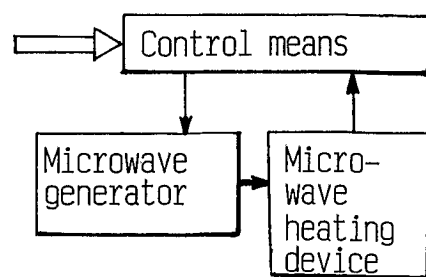 Control means
Microwave
generator
Micro-
wave
heating
device